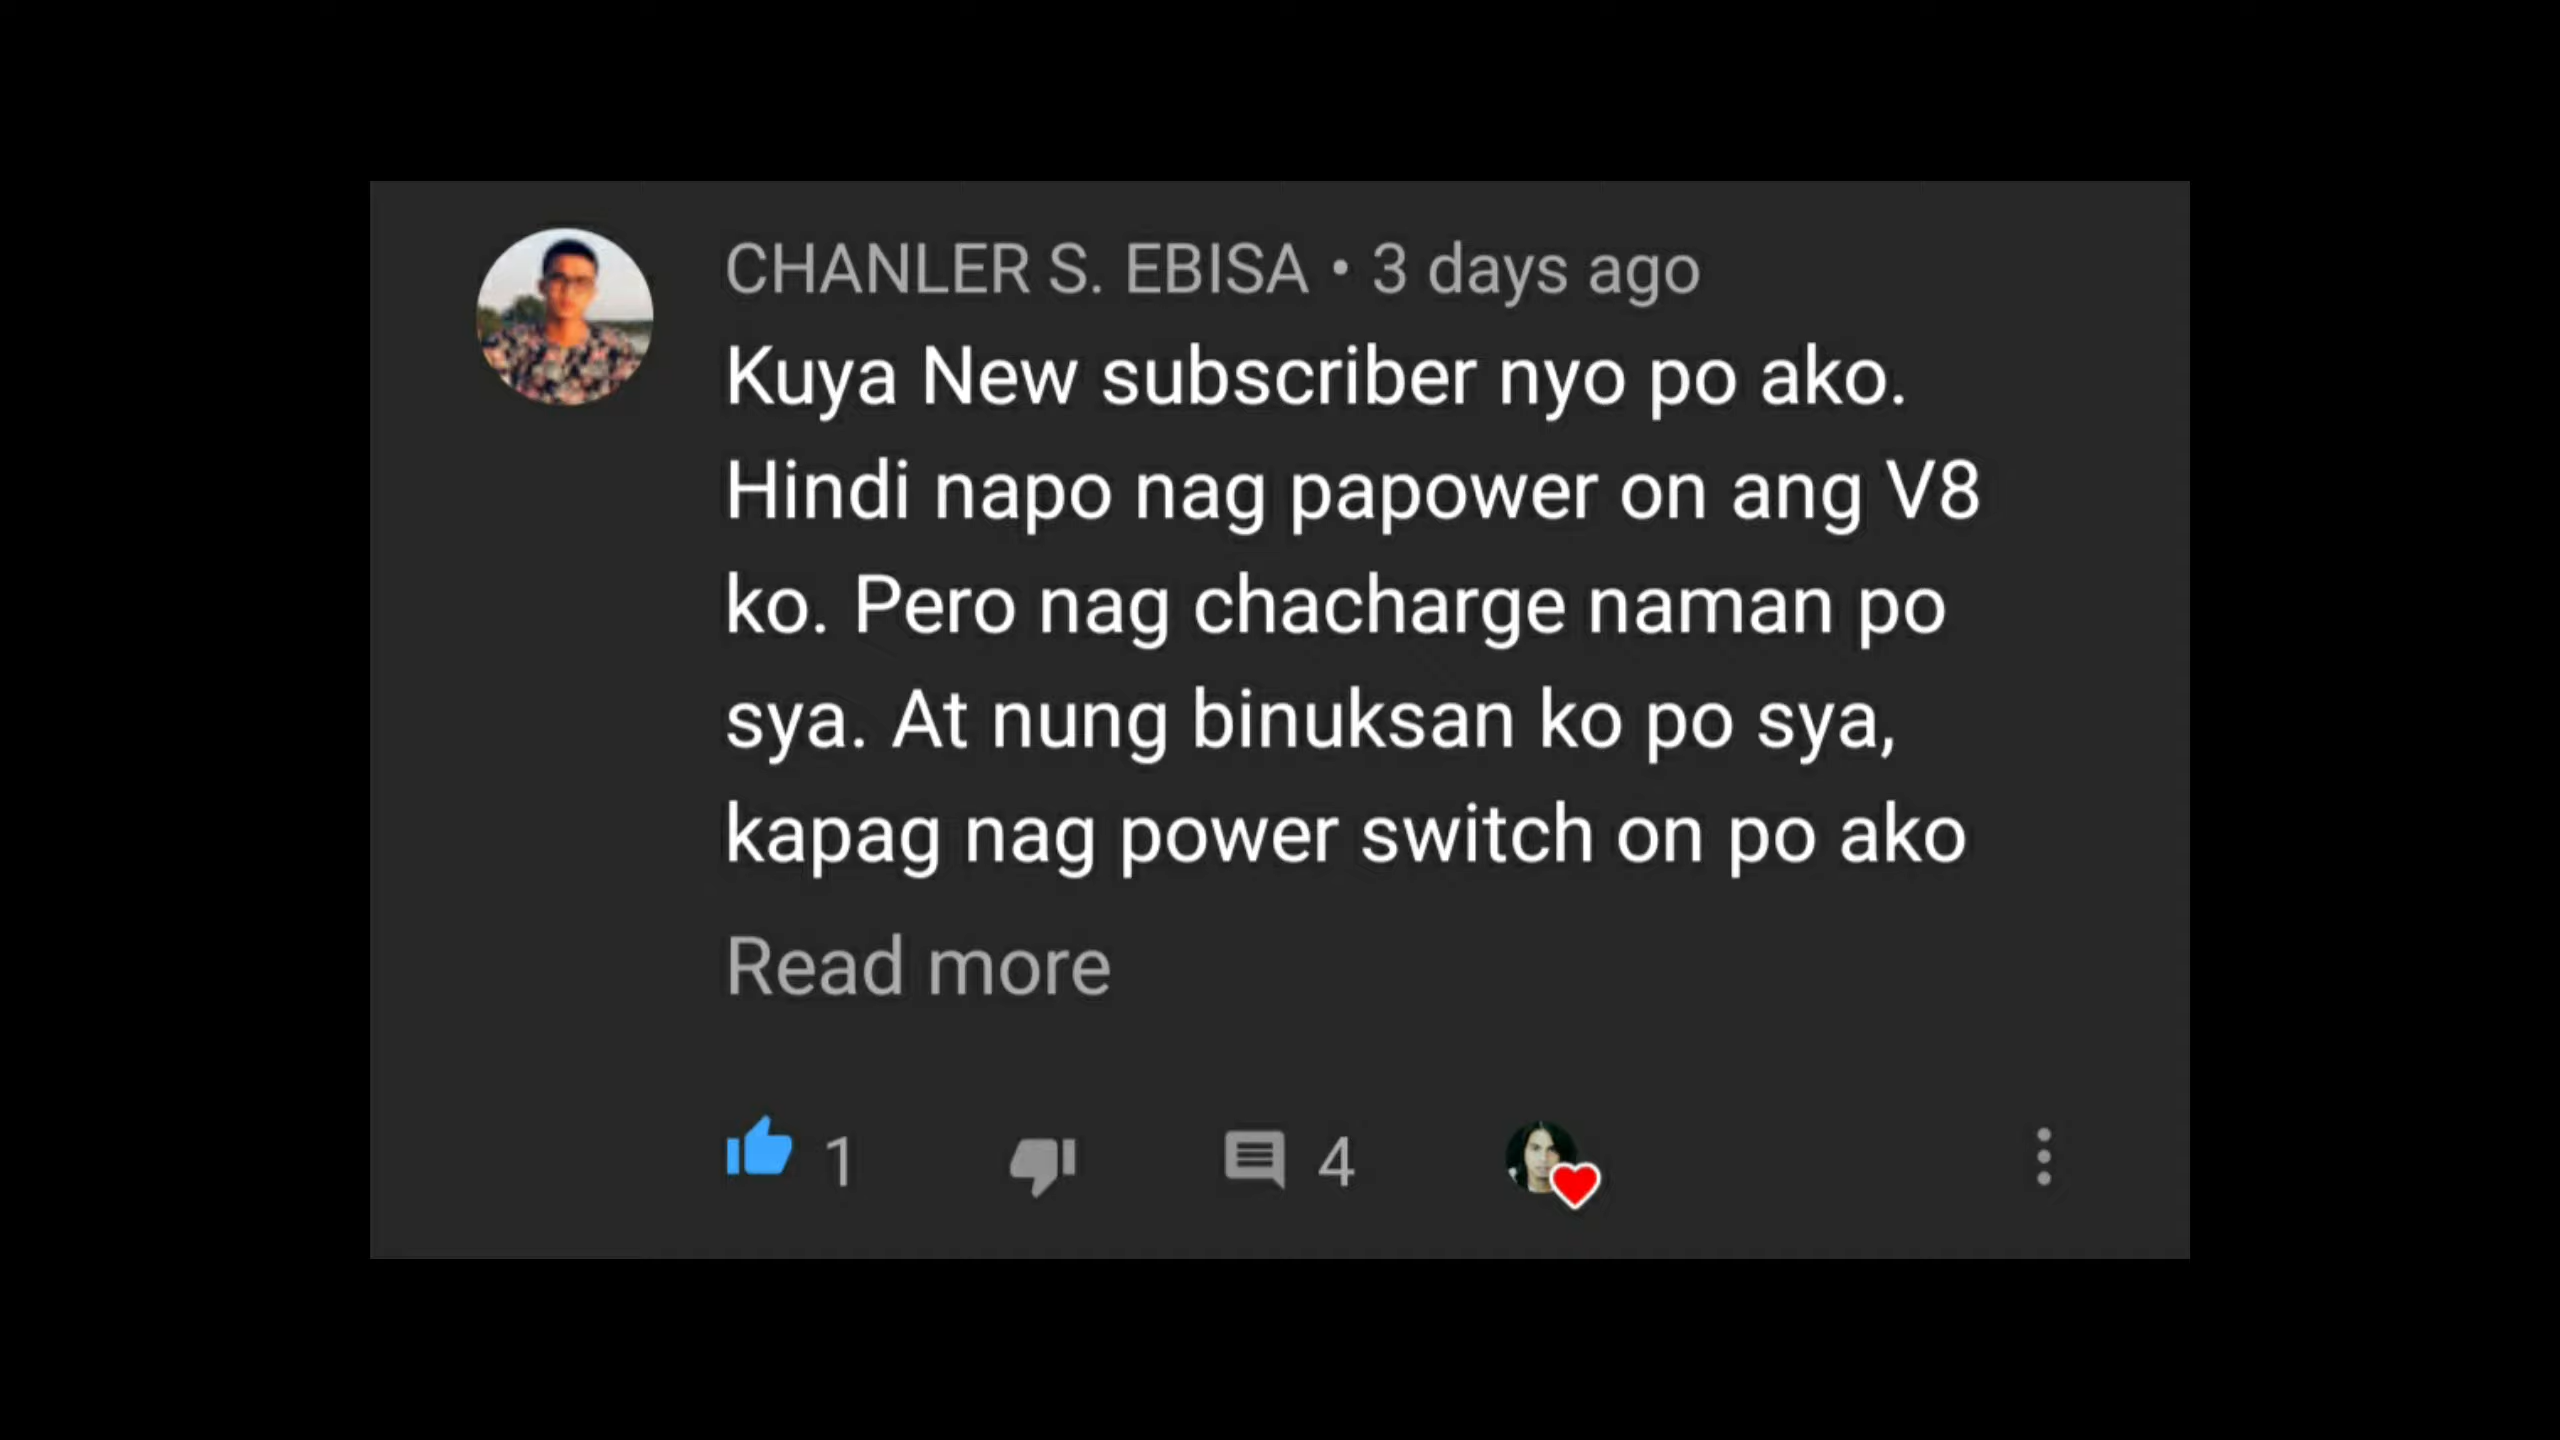 CHANLER S. EBISA • 3 days ago
Kuya New subscriber nyo po ako.
Hindi napo nag papower on ang V8
ko. Pero nag chacharge naman po
sya. At nung binuksan ko po sya,
kapag nag power switch on po ako
Read more
1 4